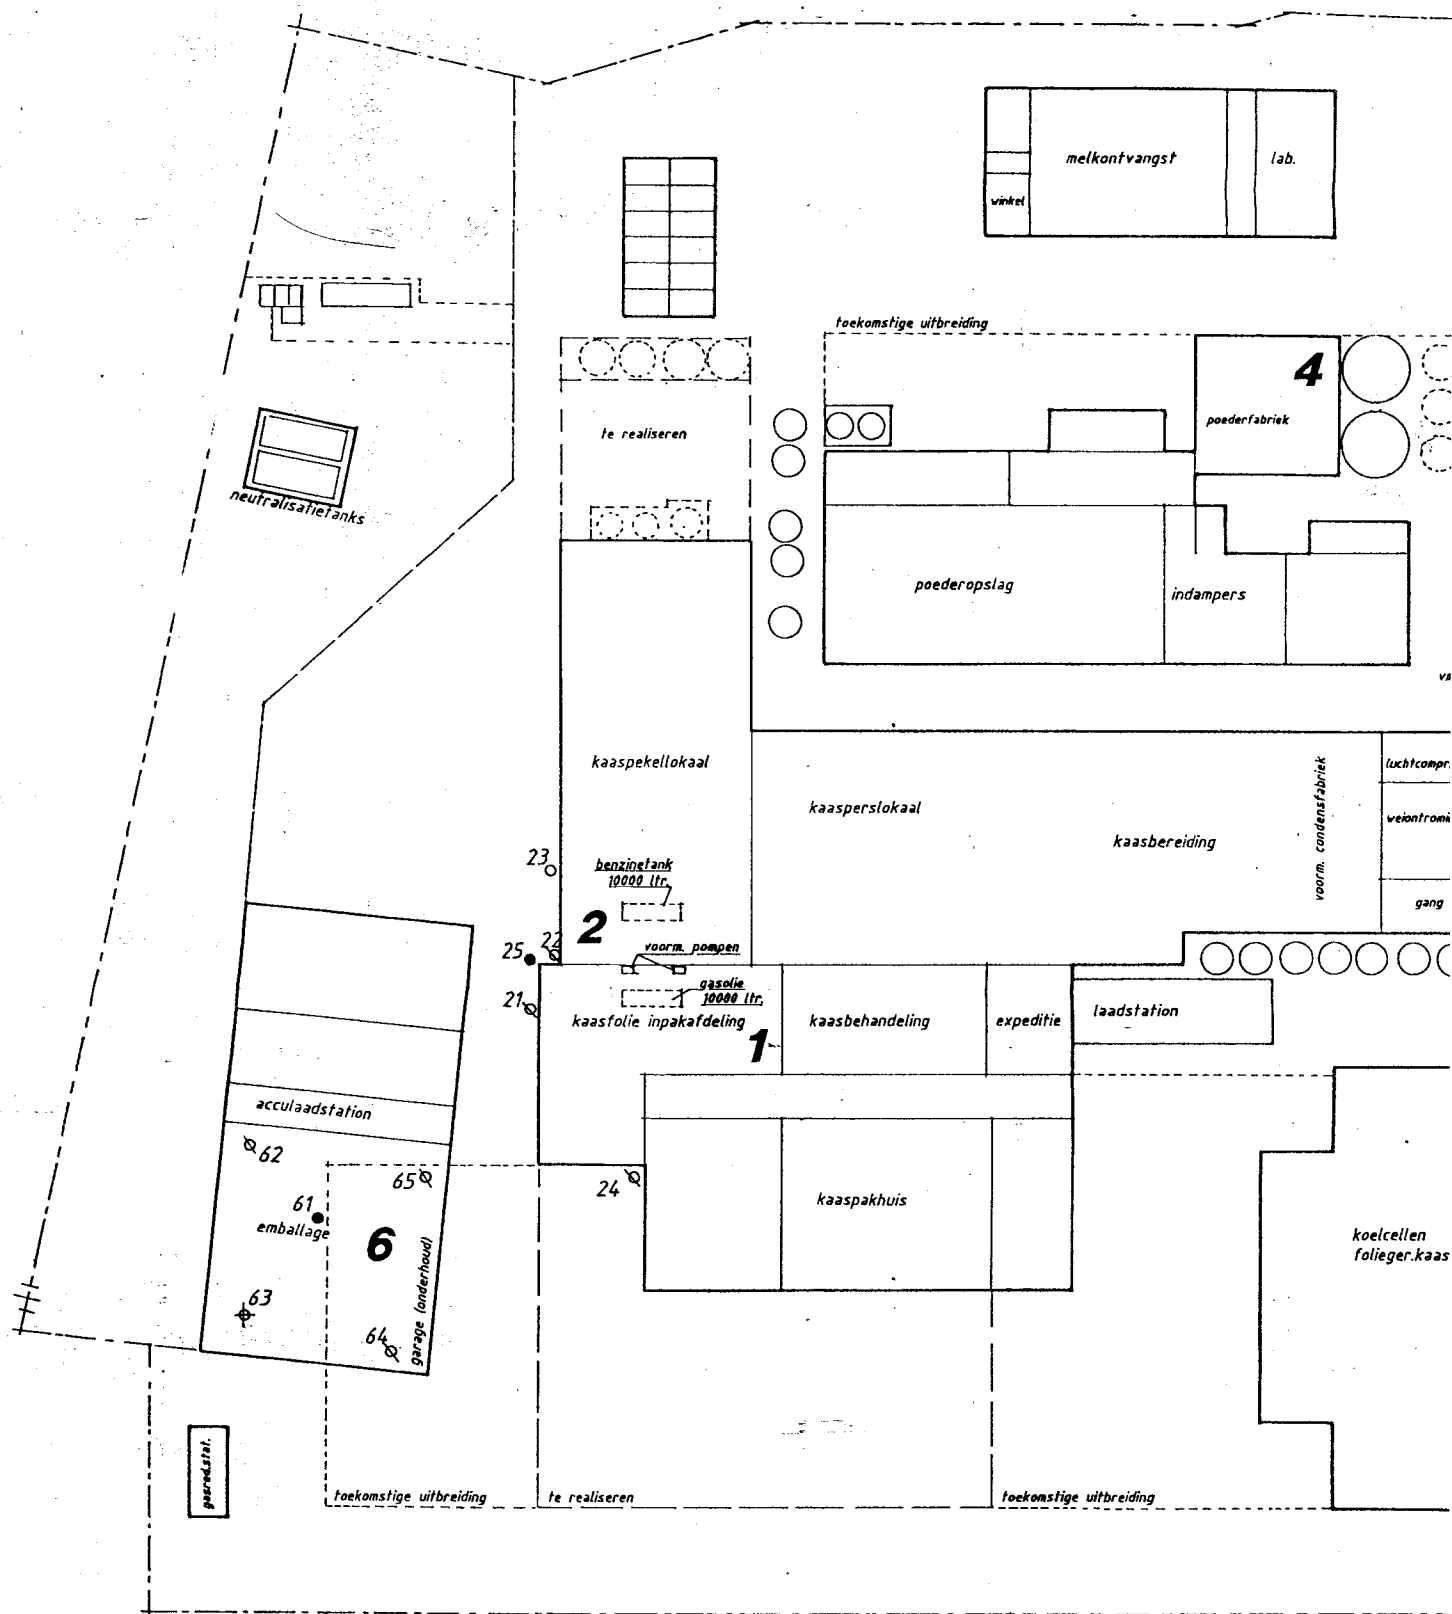 melkontvangst
lab.
winkel
toekomstige uitbreiding
4
poederfabriek
te realiseren
neutralisatietanks
poederopslag
indampers
kaaspekellokaal
kaasperslokaal
kaasbereiding
voorm. condensfabriek
luchtcompr.
weiontromi
gang
23
benzinetank
10000 ltr.
2
22
25
voorm. pompen
gasolie
10000 ltr.
21
kaasfolie inpakafdeling
1
kaasbehandeling
expeditie
laadstation
acculaadstation
62
65
24
61
emballage
6
kaaspakhuis
garage (onderhoud)
koelcellen
folieger.kaas
63
64
gasred.stat.
toekomstige uitbreiding
te realiseren
toekomstige uitbreiding